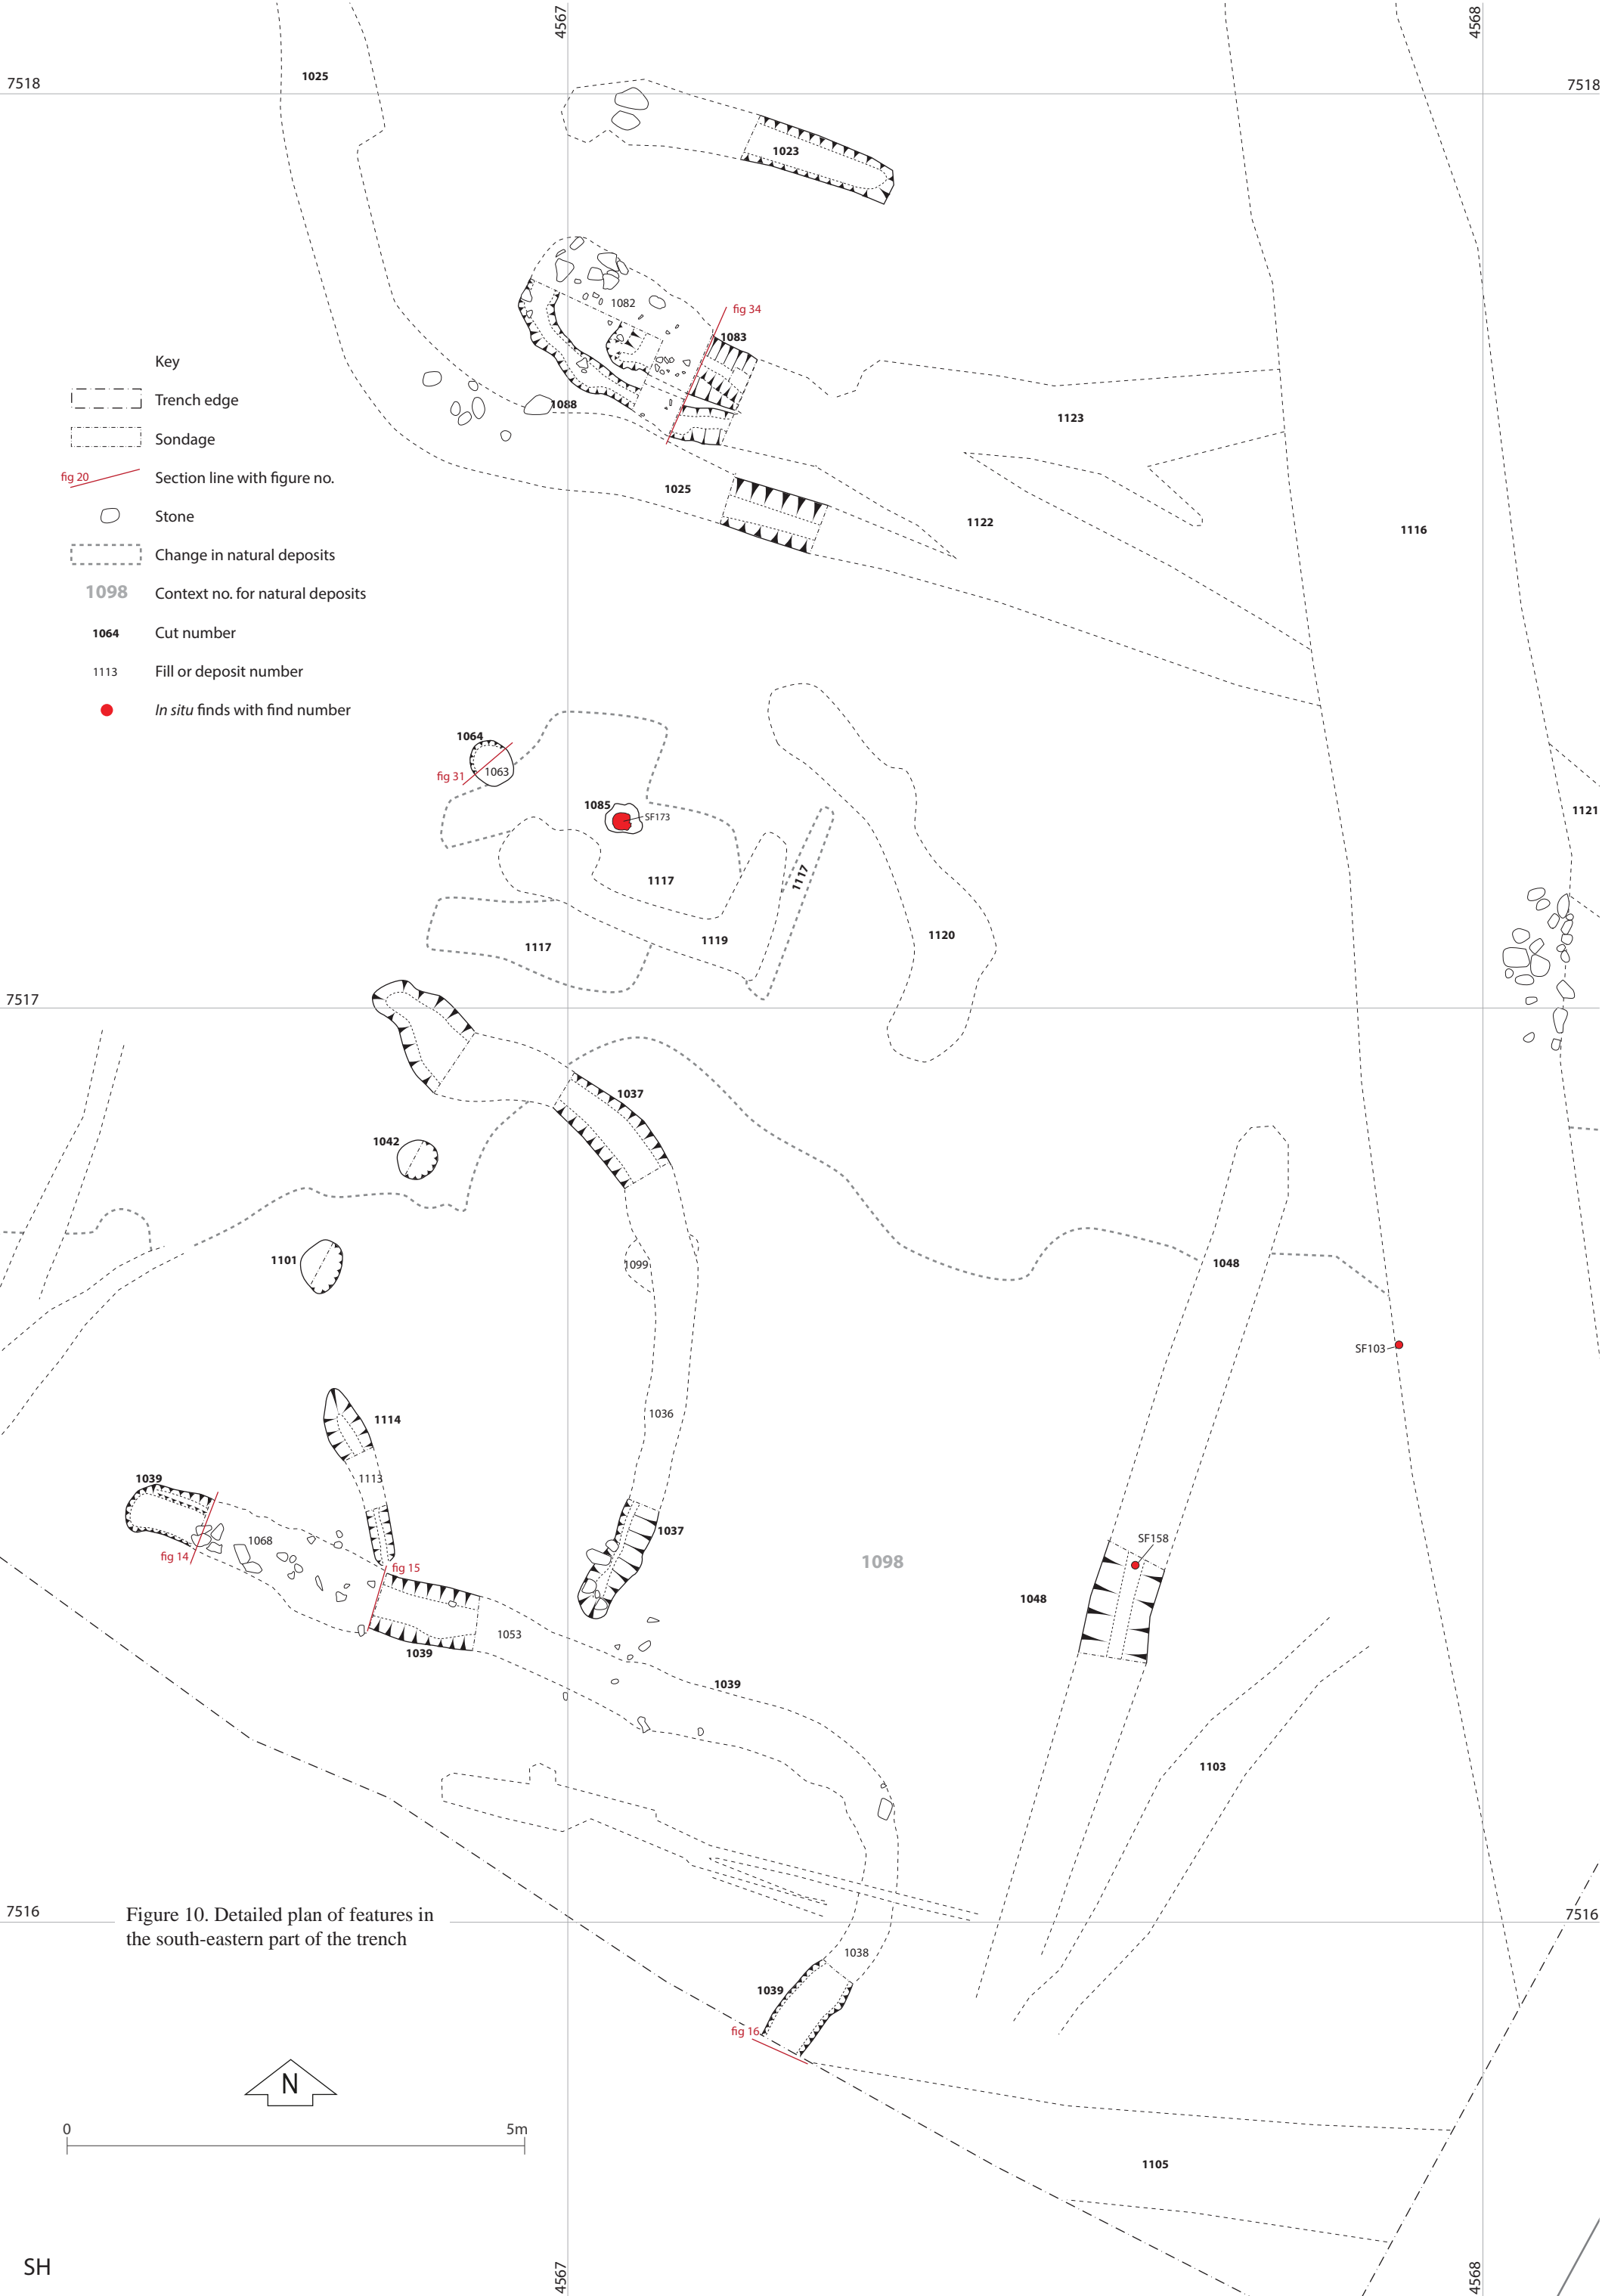 4567
4568
7518
7518
1025
1023
1082
fig 34
1083
1088
1123
1025
1122
1116
Key
Trench edge
Sondage
fig 20
Section line with figure no.
Stone
Change in natural deposits
1098
Context no. for natural deposits
1064
Cut number
1113
Fill or deposit number
In situ finds with find number
1064
fig 31
1063
1085
SF173
1117
1117
1117
1119
1120
1121
7517
1037
1042
1101
1099
1048
SF103
1036
1114
1113
1039
1068
fig 14
fig 15
1037
1098
SF158
1048
1053
1039
1039
1103
7516
7516
Figure 10. Detailed plan of features in
the south-eastern part of the trench
1038
1039
fig 16
N
0
5m
1105
SH
4567
4568